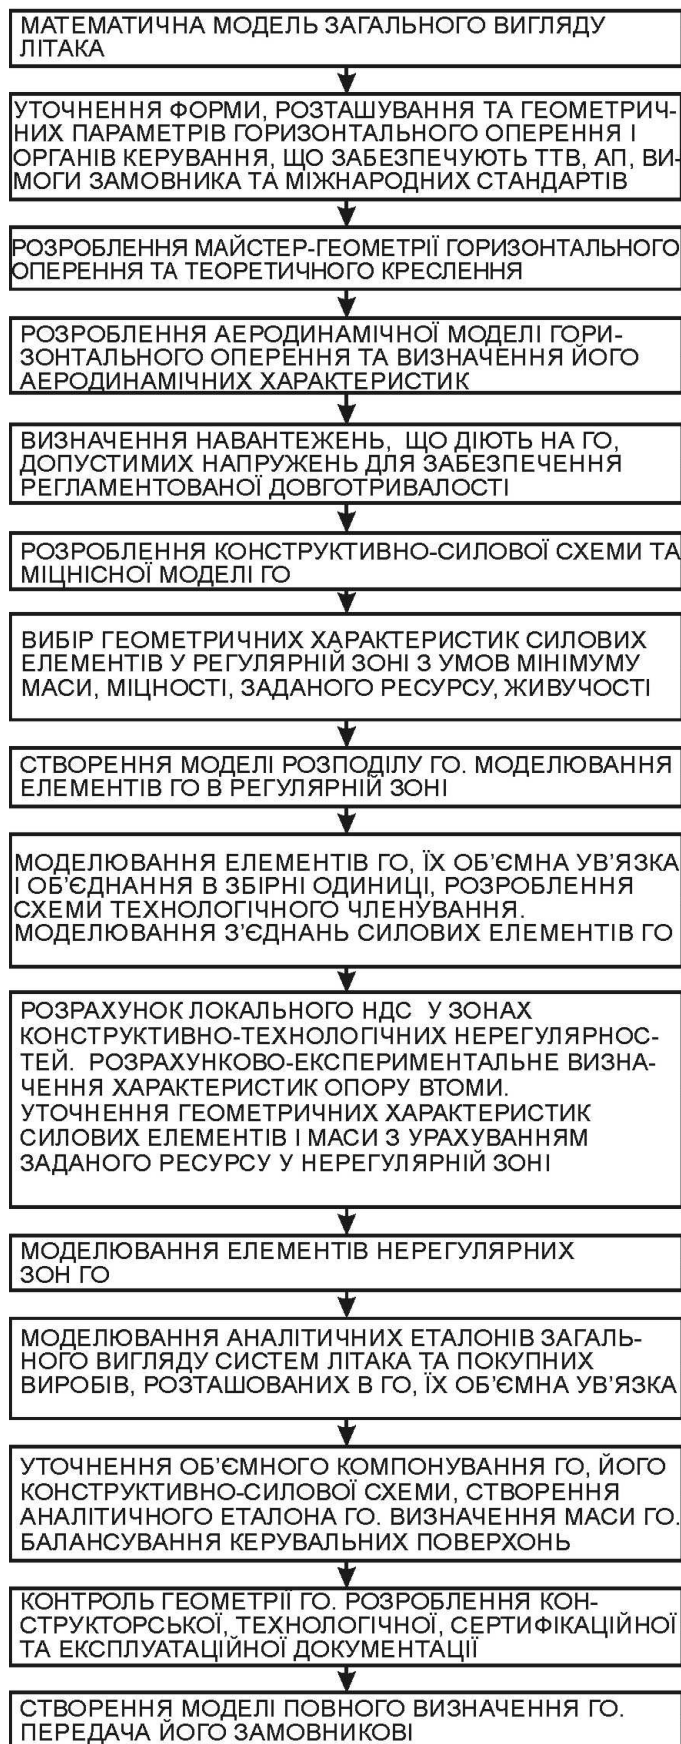 МАТЕМАТИЧНА МОДЕЛЬ ЗАГАЛЬНОГО ВИГЛЯДУ
ЛІТАКА
УТОЧНЕННЯ ФОРМИ, РОЗТАШУВАННЯ ТА ГЕОМЕТРИЧ-
НИХ ПАРАМЕТРІВ ГОРИЗОНТАЛЬНОГО ОПЕРЕННЯ І
ОРГАНІВ КЕРУВАННЯ, ЩО ЗАБЕЗПЕЧУЮТЬ ТТВ, АП, ВИ-
МОГИ ЗАМОВНИКА ТА МІЖНАРОДНИХ СТАНДАРТІВ
РОЗРОБЛЕННЯ МАЙСТЕР-ГЕОМЕТРІЇ ГОРИЗОНТАЛЬНОГО
ОПЕРЕННЯ ТА ТЕОРЕТИЧНОГО КРЕСЛЕННЯ
РОЗРОБЛЕННЯ АЕРОДИНАМІЧНОЇ МОДЕЛІ ГОРИ-
ЗОНТАЛЬНОГО ОПЕРЕННЯ ТА ВИЗНАЧЕННЯ ЙОГО
АЕРОДИНАМІЧНИХ ХАРАКТЕРИСТИК
ВИЗНАЧЕННЯ НАВАНТЕЖЕНЬ, ЩО ДІЮТЬ НА ГО,
ДОПУСТИМИХ НАПРУЖЕНЬ ДЛЯ ЗАБЕЗПЕЧЕННЯ
РЕГЛАМЕНТОВАНОЇ ДОВГОТРИВАЛОСТІ
РОЗРОБЛЕННЯ КОНСТРУКТИВНО-СИЛОВОЇ СХЕМИ ТА
МІЦНІСНОЇ МОДЕЛІ ГО
ВИБІР ГЕОМЕТРИЧНИХ ХАРАКТЕРИСТИК СИЛОВИХ
ЕЛЕМЕНТІВ У РЕГУЛЯРНІЙ ЗОНІ З УМОВ МІНІМУМУ
МАСИ, МІЦНОСТІ, ЗАДАНОГО РЕСУРСУ, ЖИВУЧОСТІ
СТВОРЕННЯ МОДЕЛІ РОЗПОДІЛУ ГО. МОДЕЛЮВАННЯ
ЕЛЕМЕНТІВ ГО В РЕГУЛЯРНІЙ ЗОНІ
МОДЕЛЮВАННЯ ЕЛЕМЕНТІВ ГО, ЇХ ОБ’ЄМНА УВ’ЯЗКА
І ОБ’ЄДНАННЯ В ЗБІРНІ ОДИНИЦІ, РОЗРОБЛЕННЯ
СХЕМИ ТЕХНОЛОГІЧНОГО ЧЛЕНУВАННЯ.
МОДЕЛЮВАННЯ З’ЄДНАНЬ СИЛОВИХ ЕЛЕМЕНТІВ ГО
РОЗРАХУНОК ЛОКАЛЬНОГО НДС У ЗОНАХ
КОНСТРУКТИВНО-ТЕХНОЛОГІЧНИХ НЕРЕГУЛЯРНОС-
ТЕЙ. РОЗРАХУНКОВО-ЕКСПЕРИМЕНТАЛЬНЕ ВИЗНА-
ЧЕННЯ ХАРАКТЕРИСТИК ОПОРУ ВТОМИ.
УТОЧНЕННЯ ГЕОМЕТРИЧНИХ ХАРАКТЕРИСТИК
СИЛОВИХ ЕЛЕМЕНТІВ І МАСИ З УРАХУВАННЯМ
ЗАДАНОГО РЕСУРСУ У НЕРЕГУЛЯРНІЙ ЗОНІ
МОДЕЛЮВАННЯ ЕЛЕМЕНТІВ НЕРЕГУЛЯРНИХ
ЗОН ГО
МОДЕЛЮВАННЯ АНАЛІТИЧНИХ ЕТАЛОНІВ ЗАГАЛЬ-
НОГО ВИГЛЯДУ СИСТЕМ ЛІТАКА ТА ПОКУПНИХ
ВИРОБІВ, РОЗТАШОВАНИХ В ГО, ЇХ ОБ’ЄМНА УВ’ЯЗКА
УТОЧНЕННЯ ОБ’ЄМНОГО КОМПОНУВАННЯ ГО, ЙОГО
КОНСТРУКТИВНО-СИЛОВОЇ СХЕМИ, СТВОРЕННЯ
АНАЛІТИЧНОГО ЕТАЛОНА ГО. ВИЗНАЧЕННЯ МАСИ ГО.
БАЛАНСУВАННЯ КЕРУВАЛЬНИХ ПОВЕРХОНЬ
КОНТРОЛЬ ГЕОМЕТРІЇ ГО. РОЗРОБЛЕННЯ КОН-
СТРУКТОРСЬКОЇ, ТЕХНОЛОГІЧНОЇ, СЕРТИФІКАЦІЙНОЇ
ТА ЕКСПЛУАТАЦІЙНОЇ ДОКУМЕНТАЦІЇ
СТВОРЕННЯ МОДЕЛІ ПОВНОГО ВИЗНАЧЕННЯ ГО.
ПЕРЕДАЧА ЙОГО ЗАМОВНИКОВІ